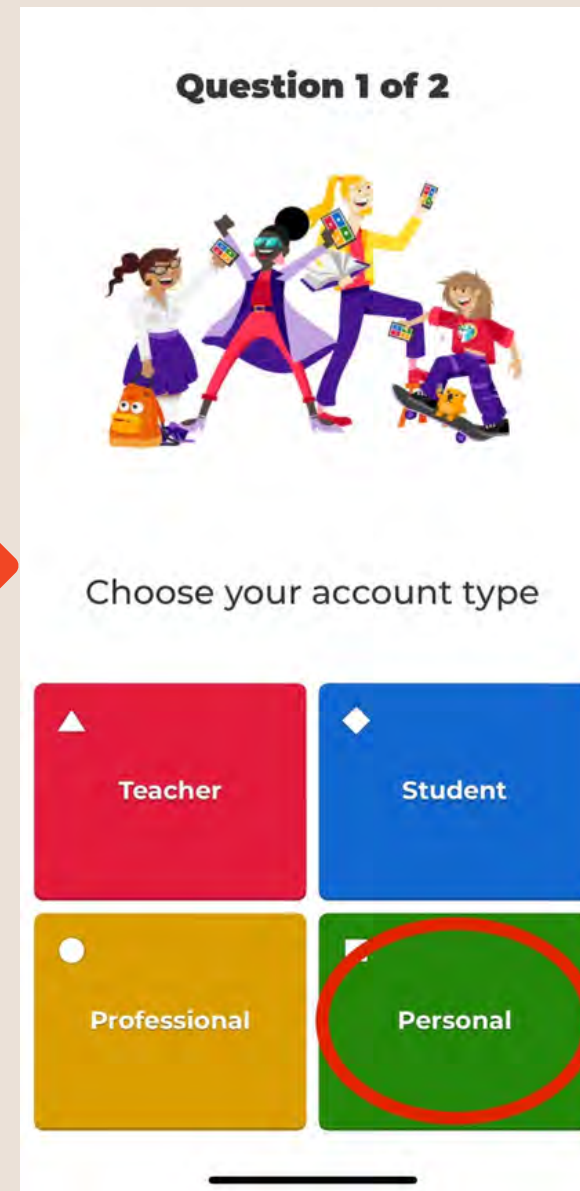 Question 1 of 2
Choose your account type
Teacher
Student
Professional
Personal